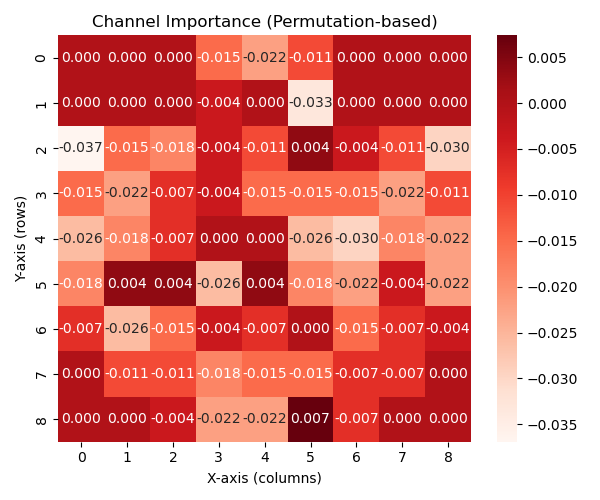 Channel Importance (Permutation-based)
0 0.000 0.000 0.000 -0.015 -0.022 -0.011 0.000 0.000 0.000 0.005
1 0.000 0.000 0.000 -0.004 0.000 -0.033 0.000 0.000 0.000 0.000
2 -0.037 -0.015 -0.018 -0.004 -0.011 0.004 -0.004 -0.011 -0.030 -0.005
3 -0.015 -0.022 -0.007 -0.004 -0.015 -0.015 -0.015 -0.022 -0.011 -0.010
Y-axis (rows)
4 -0.026 -0.018 -0.007 0.000 0.000 -0.026 -0.030 -0.018 -0.022 -0.015
5 -0.018 0.004 0.004 -0.026 0.004 -0.018 -0.022 -0.004 -0.022 -0.020
6 -0.007 -0.026 -0.015 -0.004 -0.007 0.000 -0.015 -0.007 -0.004 -0.025
7 0.000 -0.011 -0.011 -0.018 -0.015 -0.015 -0.007 -0.007 0.000 -0.030
8 0.000 0.000 -0.004 -0.022 -0.022 0.007 -0.007 0.000 0.000 -0.035
0 1 2 3 4 5 6 7 8
X-axis (columns)